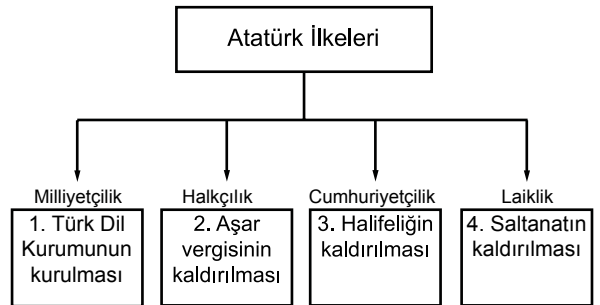 Atatürk İlkeleri
Milliyetçilik
1. Türk Dil
Kurumunun
kurulması
Halkçılık
2. Aşar
vergisinin
kaldırılması
Cumhuriyetçilik
3. Halifeliğin
kaldırılması
Laiklik
4. Saltanatın
kaldırılması